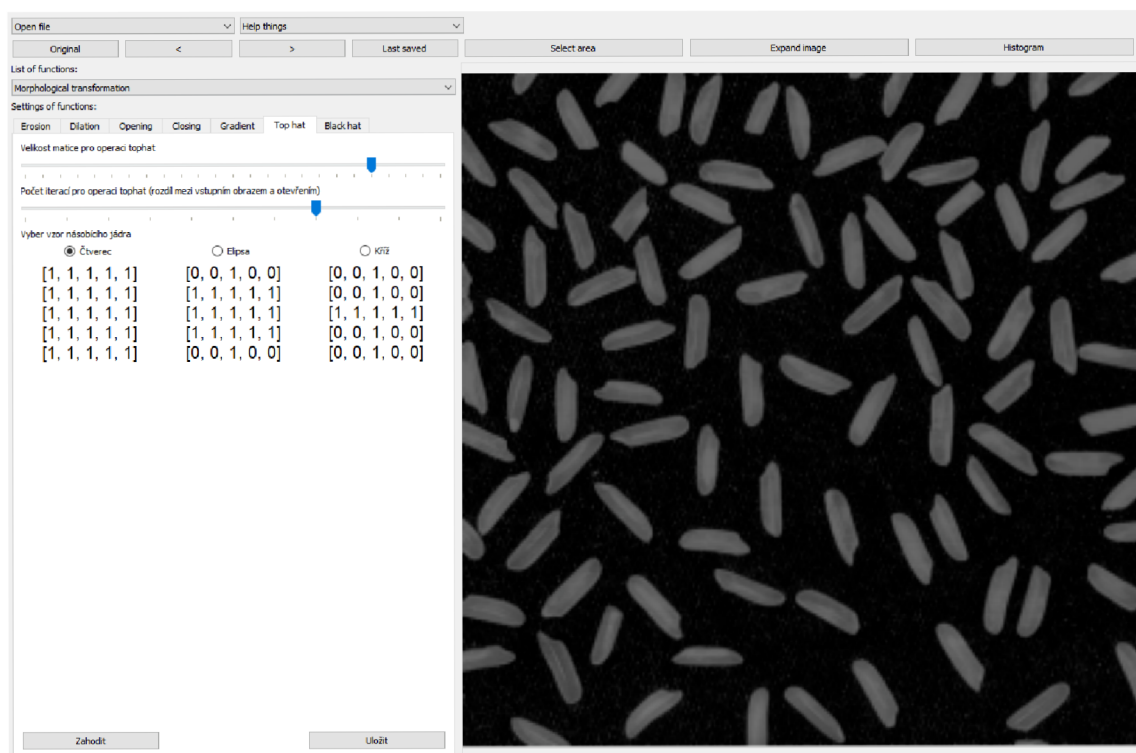 Open file Help things
Original < > Last saved Select area Expand image Histogram
List of functions:
Morphological transformation
Settings of functions:
Erosion Dilation Opening Closing Gradient Top hat Black hat
Velikost matice pro operaci tophat
Počet iterací pro operaci tophat (rozdíl mezi vstupním obrazem a otevřením)
Vyber vzor násobícího jádra
Čtverec Elipsa Kříž
[1, 1, 1, 1, 1] [0, 0, 1, 0, 0] [0, 0, 1, 0, 0]
[1, 1, 1, 1, 1] [1, 1, 1, 1, 1] [0, 0, 1, 0, 0]
[1, 1, 1, 1, 1] [1, 1, 1, 1, 1] [1, 1, 1, 1, 1]
[1, 1, 1, 1, 1] [1, 1, 1, 1, 1] [0, 0, 1, 0, 0]
[1, 1, 1, 1, 1] [0, 0, 1, 0, 0] [0, 0, 1, 0, 0]
Zahodit Uložit